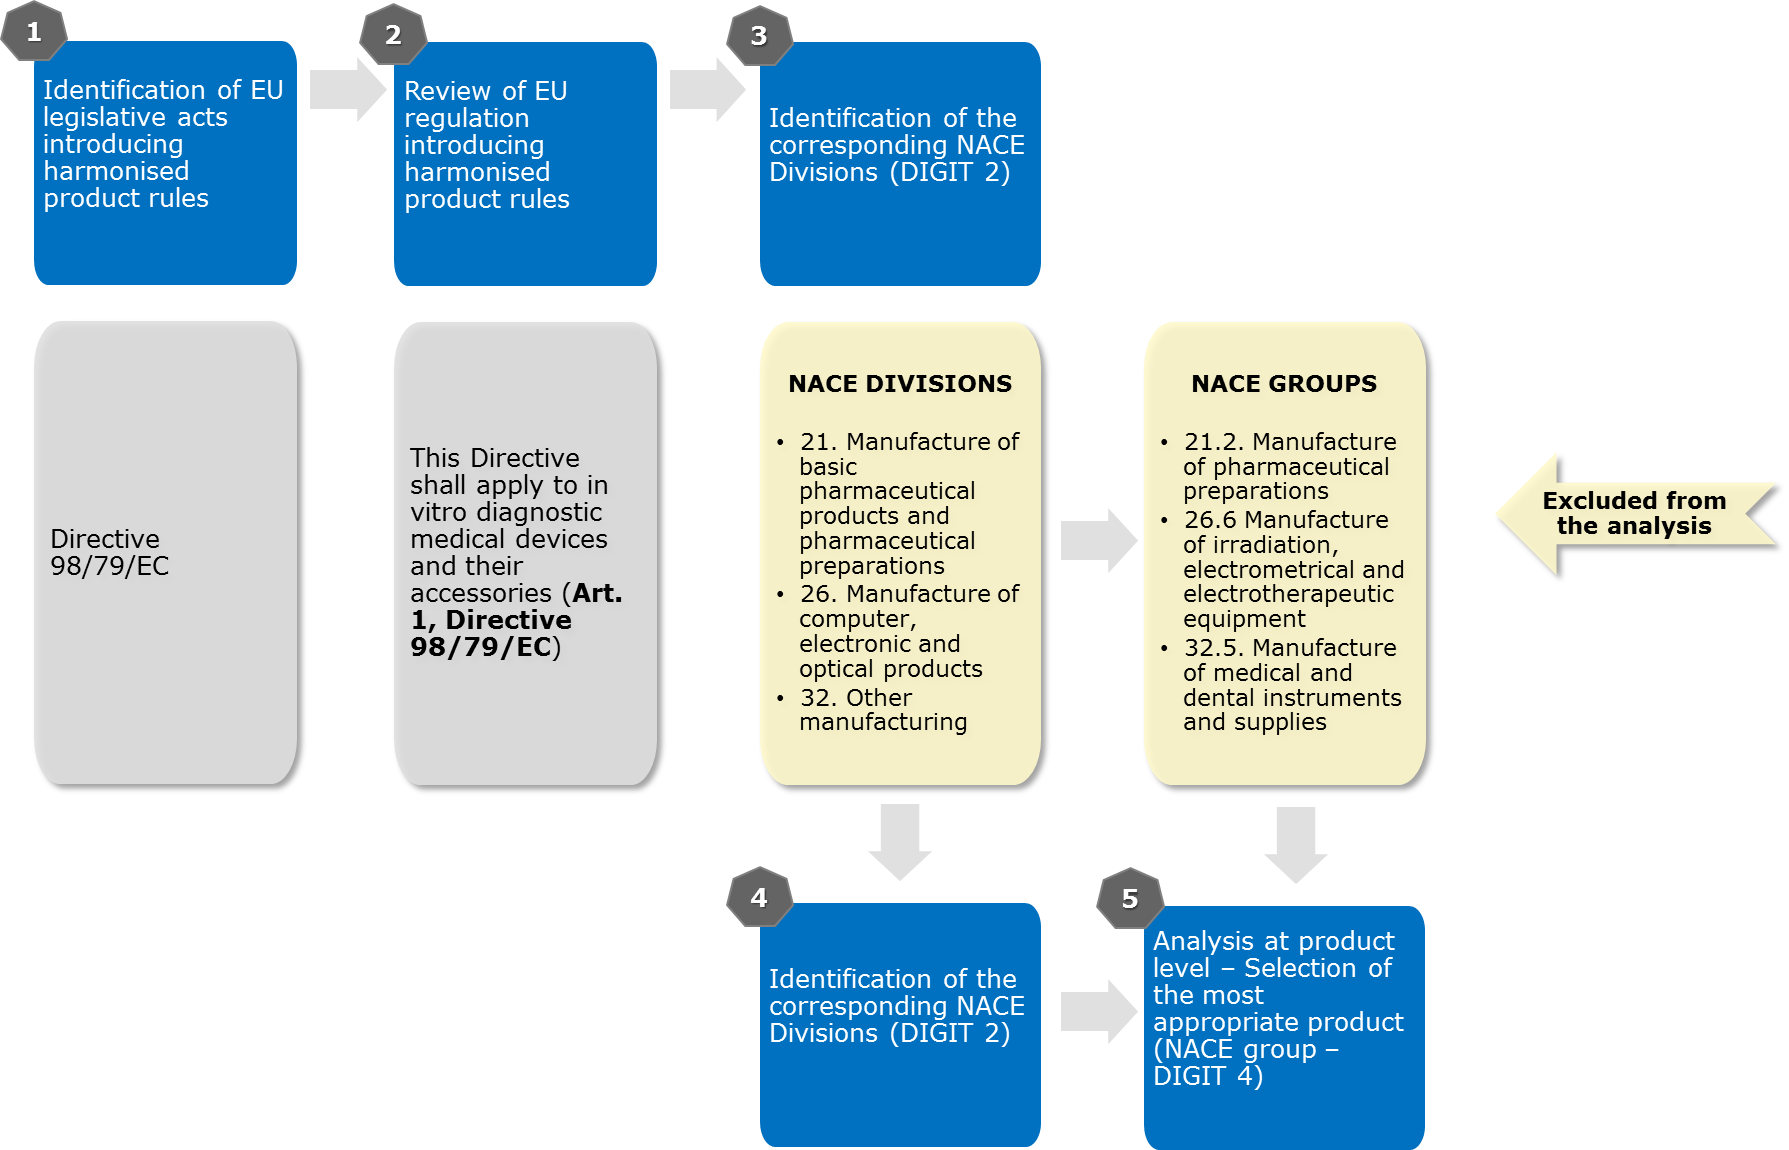 1
Identification of EU
legislative acts
introducing
harmonised
product rules
2
Review of EU
regulation
introducing
harmonised
product rules
3
Identification of the
corresponding NACE
Divisions (DIGIT 2)
Directive
98/79/EC
This Directive
shall apply to in
vitro diagnostic
medical devices
and their
accessories (Art.
1, Directive
98/79/EC)
NACE DIVISIONS
• 21. Manufacture of
basic
pharmaceutical
products and
pharmaceutical
preparations
• 26. Manufacture of
computer,
electronic and
optical products
• 32. Other
manufacturing
NACE GROUPS
• 21.2. Manufacture
of pharmaceutical
preparations
• 26.6 Manufacture
of irradiation,
electrometrical and
electrotherapeutic
equipment
• 32.5. Manufacture
of medical and
dental instruments
and supplies
Excluded from
the analysis
4
Identification of the
corresponding NACE
Divisions (DIGIT 2)
5
Analysis at product
level – Selection of
the most
appropriate product
(NACE group –
DIGIT 4)